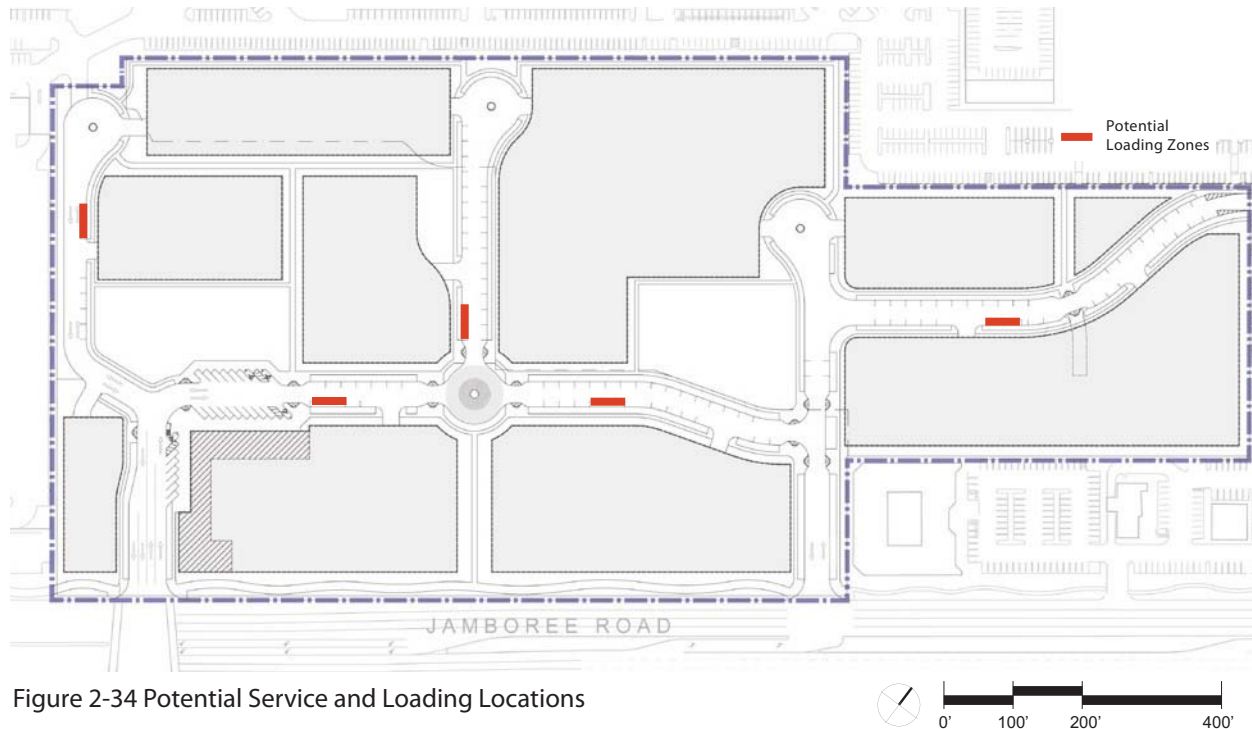 Potential
Loading Zones
JAMBOREE ROAD
Figure 2-34 Potential Service and Loading Locations
0' 100' 200' 400'